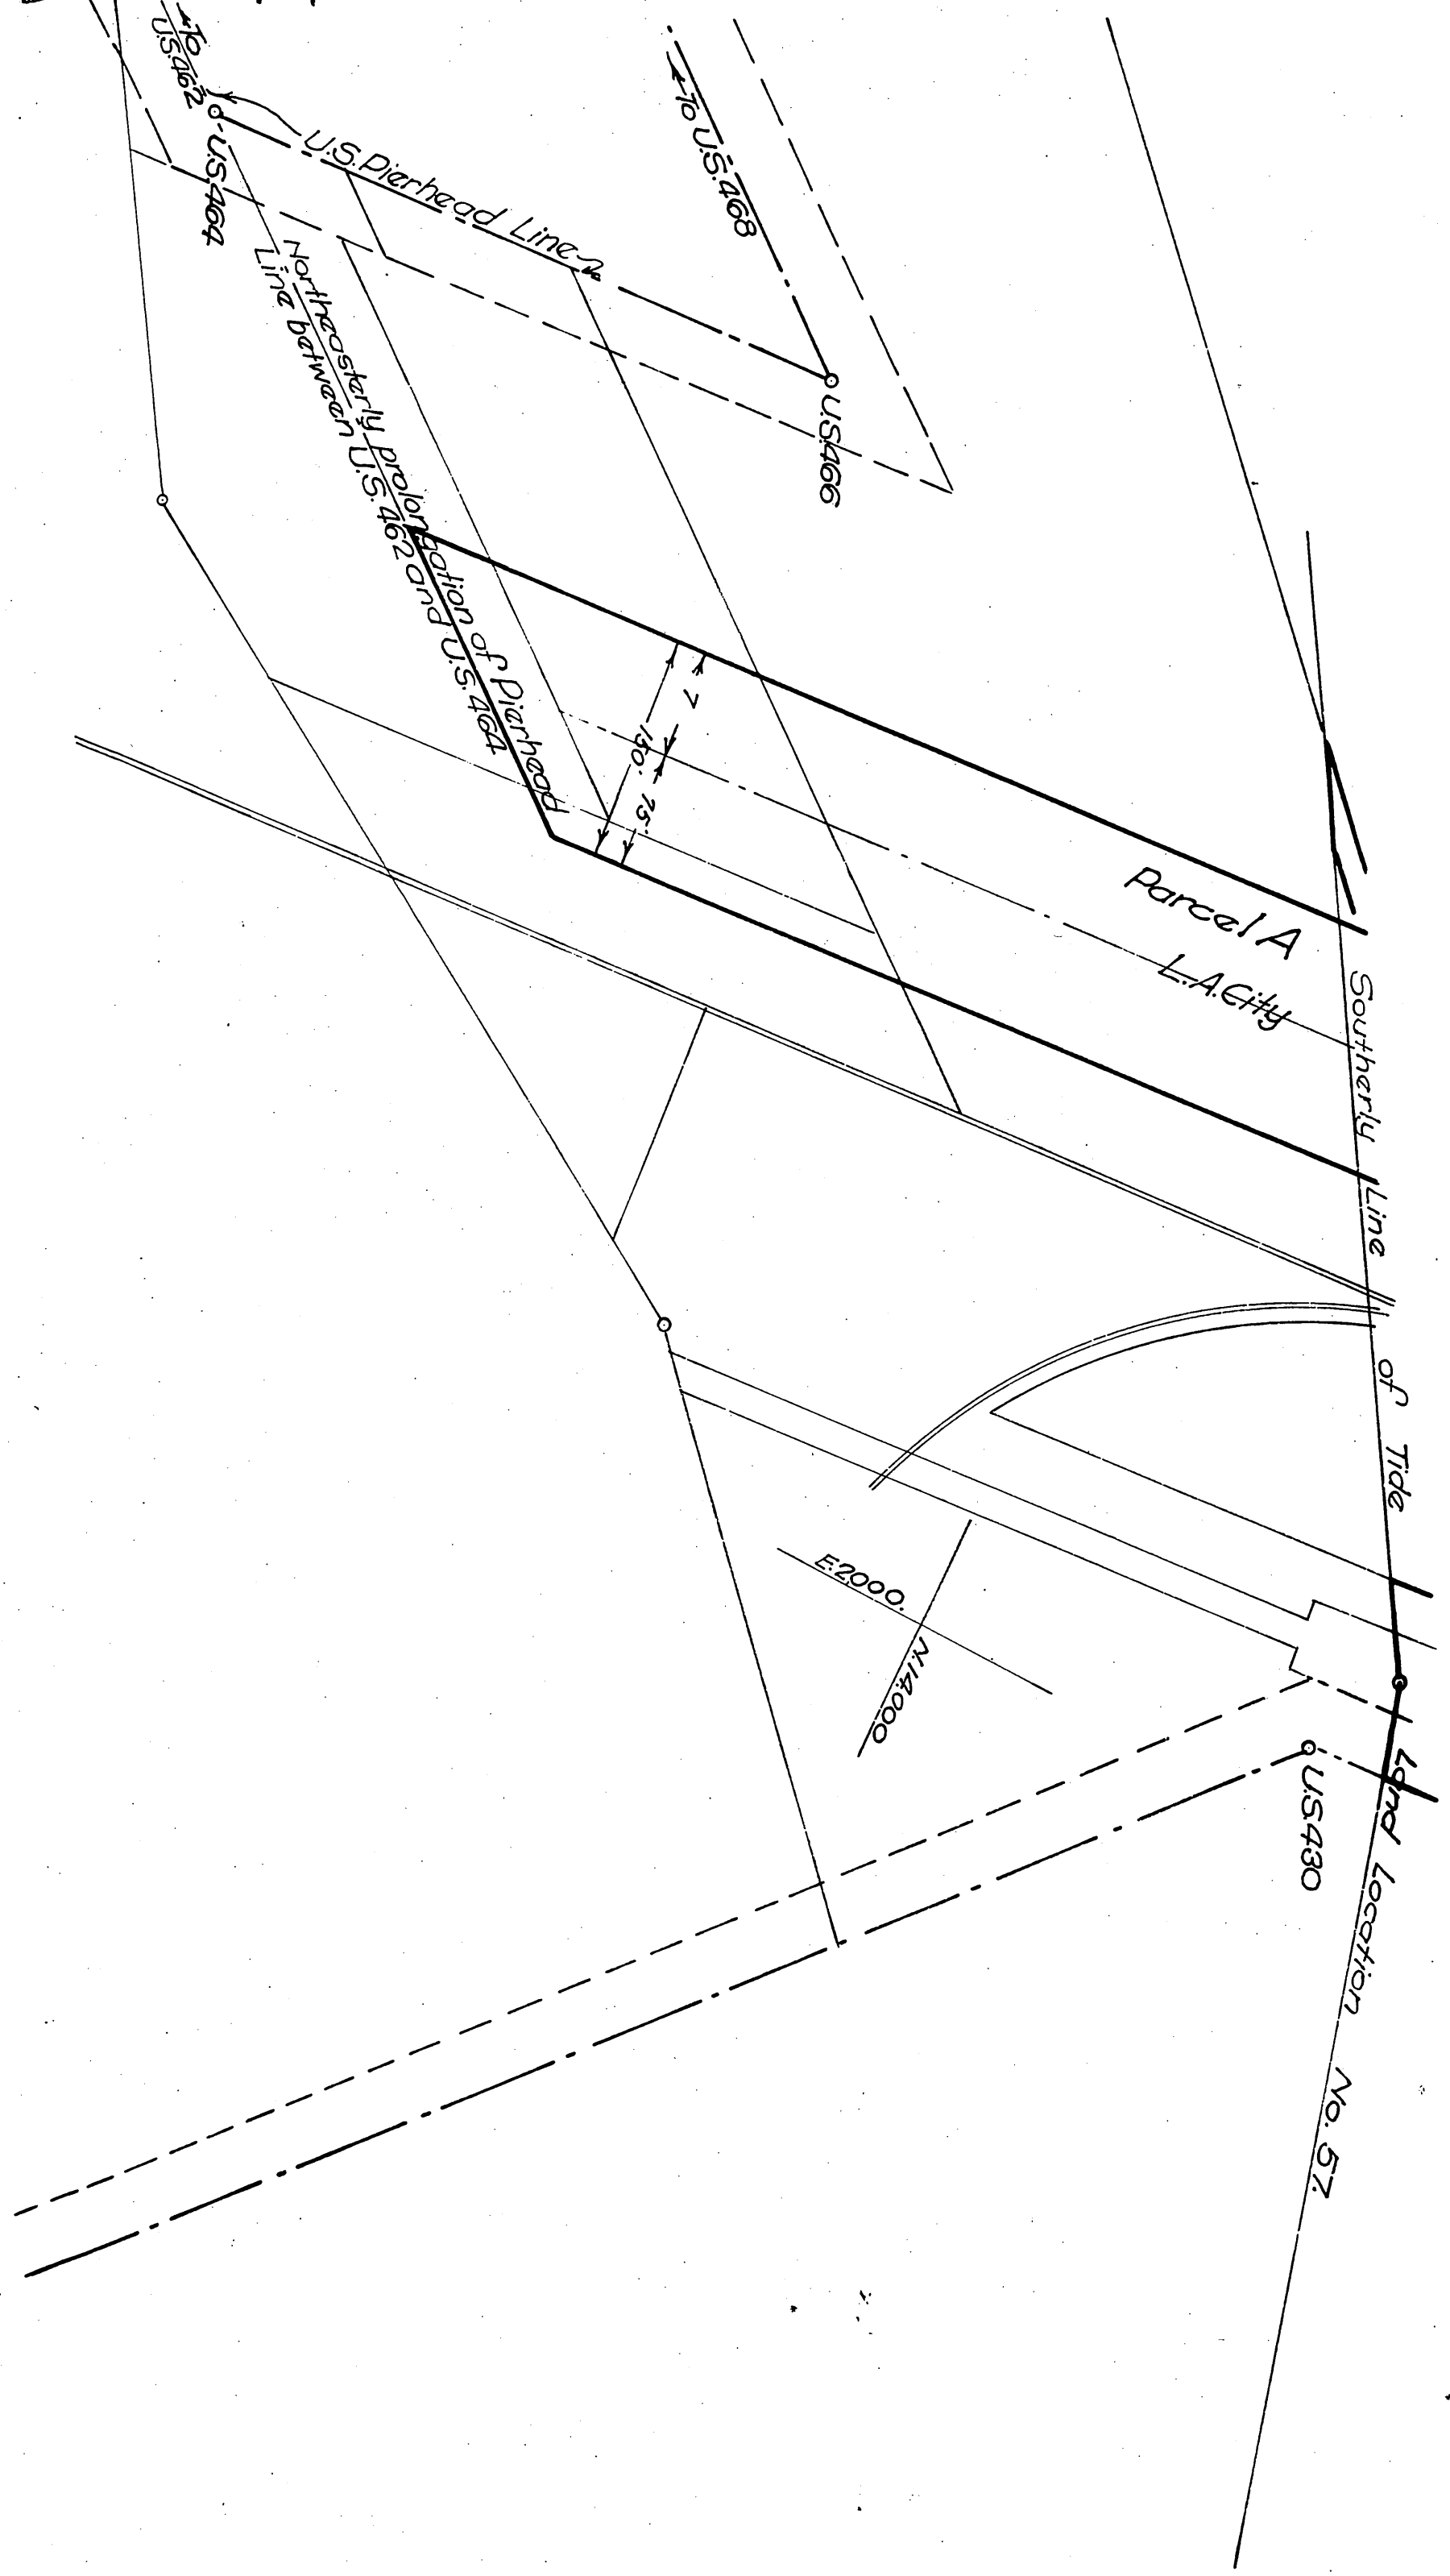 To
U.S.462
U.S.464
U.S. Pierhead Line
To U.S.468
U.S.466
Northeasterly prolongation of Pierhead
Line between U.S. 462 and U.S. 464
7
150'
75'
Parcel A
L.A.City
Southerly Line of Tide Land Location No. 57.
E.2000.
N.14000
U.S.430